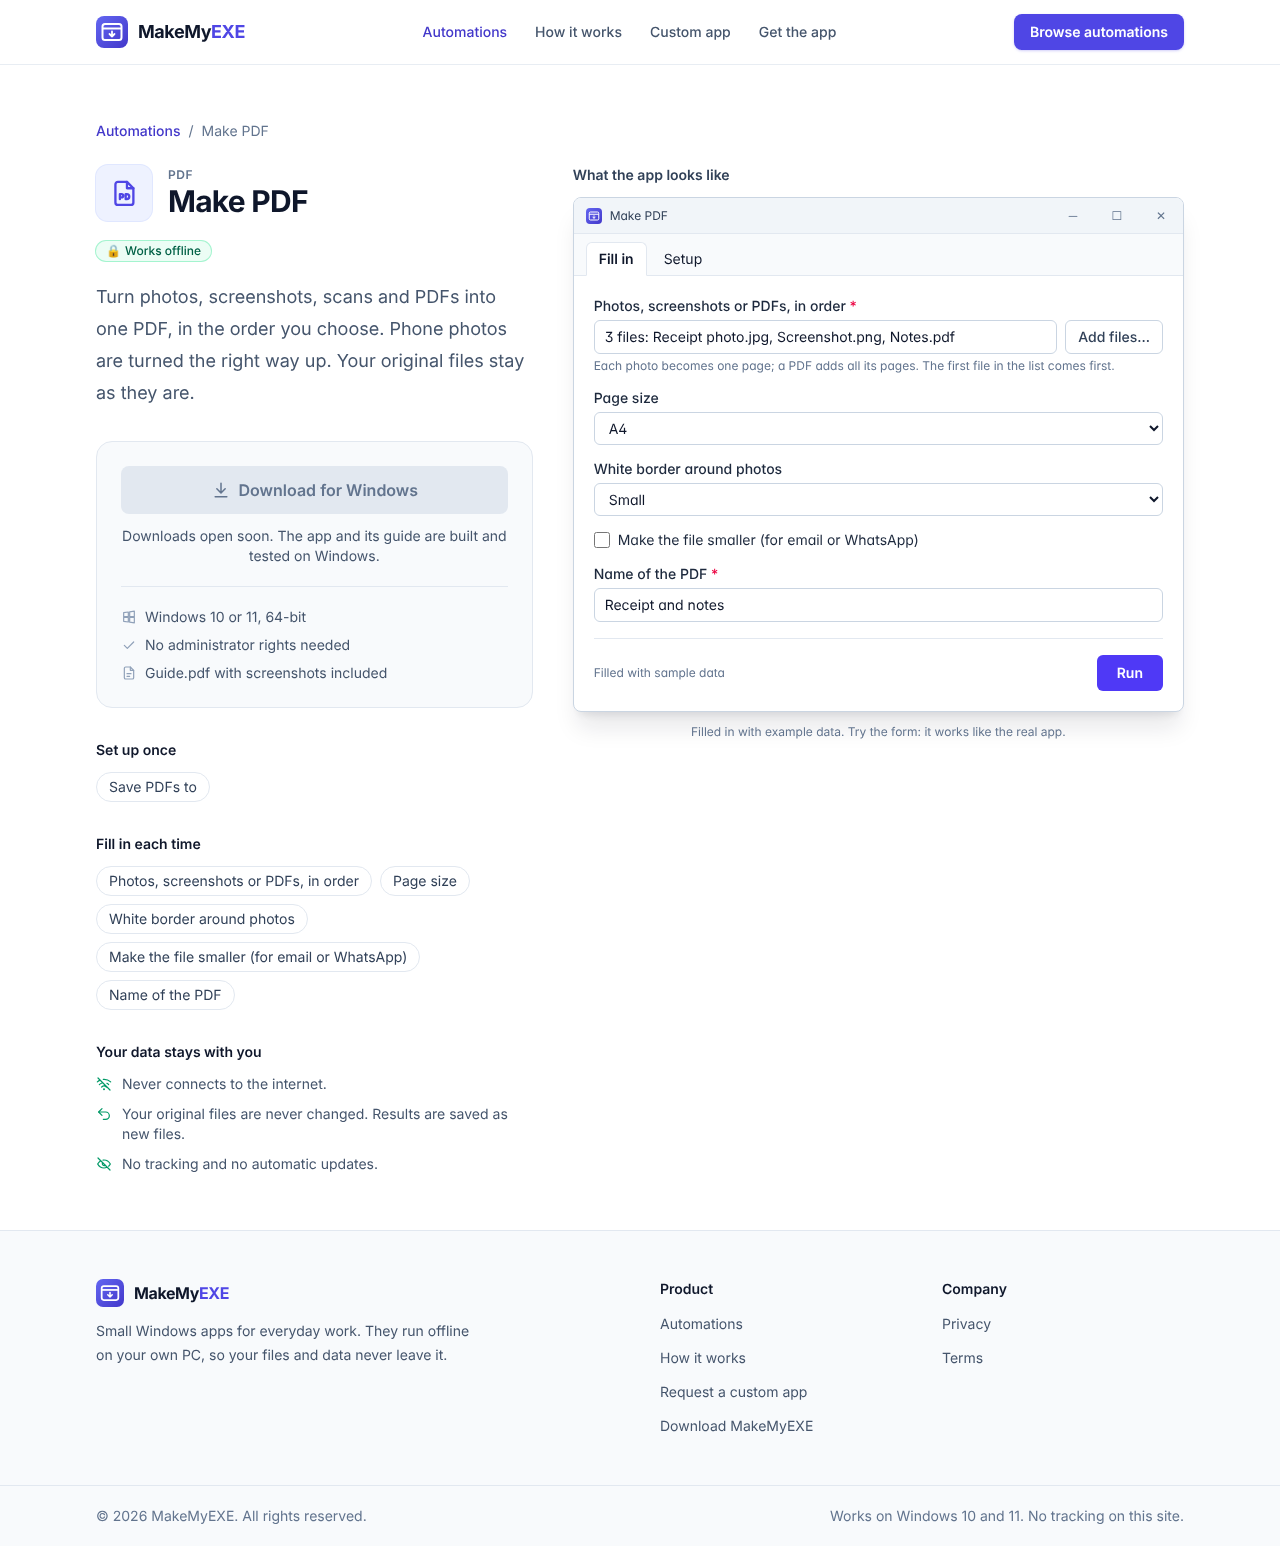 MakeMyEXE
Automations
How it works
Custom app
Get the app
Browse automations
Automations / Make PDF
PD
PDF
Make PDF
Works offline
Turn photos, screenshots, scans and PDFs into
one PDF, in the order you choose. Phone photos
are turned the right way up. Your original files stay
as they are.
Download for Windows
Downloads open soon. The app and its guide are built and
tested on Windows.
Windows 10 or 11, 64-bit
No administrator rights needed
Guide.pdf with screenshots included
Set up once
Save PDFs to
Fill in each time
Photos, screenshots or PDFs, in order
Page size
White border around photos
Make the file smaller (for email or WhatsApp)
Name of the PDF
Your data stays with you
Never connects to the internet.
Your original files are never changed. Results are saved as
new files.
No tracking and no automatic updates.
What the app looks like
Make PDF
Fill in
Setup
Photos, screenshots or PDFs, in order *
3 files: Receipt photo.jpg, Screenshot.png, Notes.pdf
Add files...
Each photo becomes one page; a PDF adds all its pages. The first file in the list comes first.
Page size
A4
White border around photos
Small
Make the file smaller (for email or WhatsApp)
Name of the PDF *
Receipt and notes
Filled with sample data
Run
Filled in with example data. Try the form: it works like the real app.
MakeMyEXE
Small Windows apps for everyday work. They run offline
on your own PC, so your files and data never leave it.
Product
Automations
How it works
Request a custom app
Download MakeMyEXE
Company
Privacy
Terms
© 2026 MakeMyEXE. All rights reserved.
Works on Windows 10 and 11. No tracking on this site.